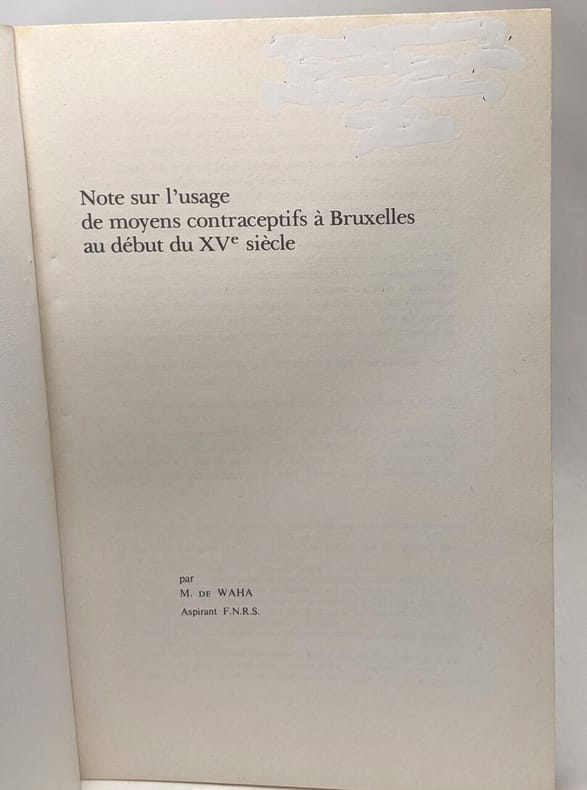 Note sur l'usage
de moyens contraceptifs à Bruxelles
au début du XVe siècle
par
M. DE WAHA
Aspirant F.N.R.S.